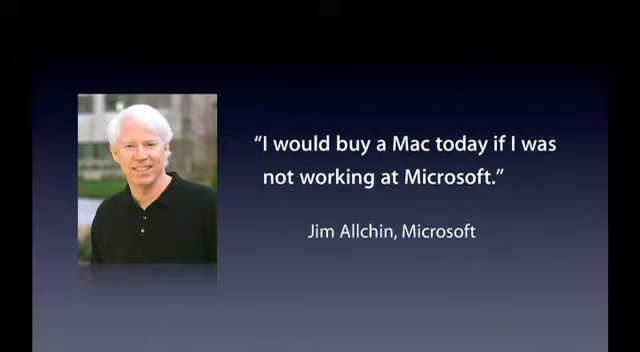 “I would buy a Mac today if I was
not working at Microsoft.”
Jim Allchin, Microsoft